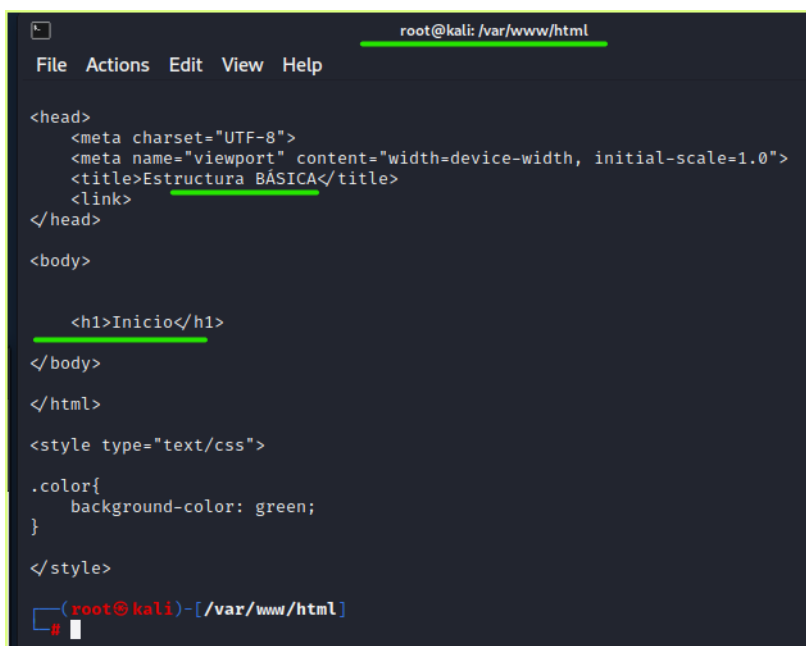 root@kali: /var/www/html
File Actions Edit View Help
<head>
    <meta charset="UTF-8">
    <meta name="viewport" content="width=device-width, initial-scale=1.0">
    <title>Estructura BÁSICA</title>
    <link>
</head>
<body>
    <h1>Inicio</h1>
</body>
</html>
<style type="text/css">
.color{
    background-color: green;
}
</style>
┌──(root㉿kali)-[/var/www/html]
└─#